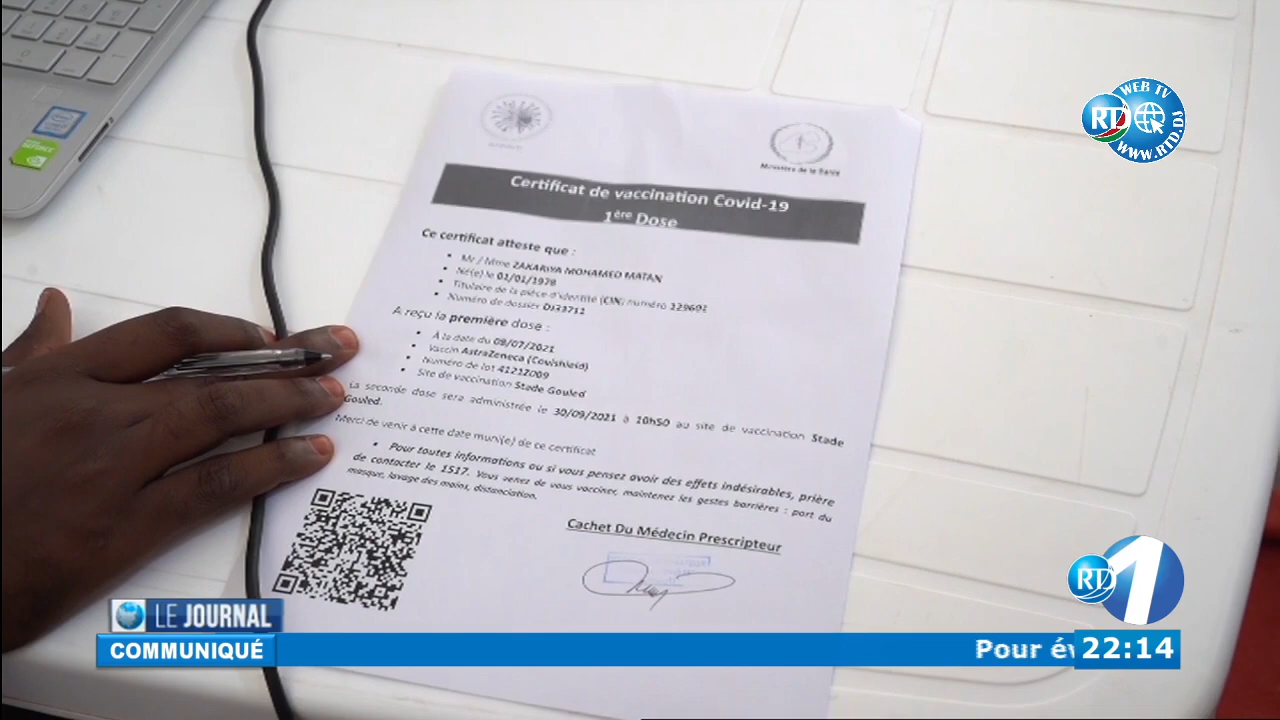 WEB TV
RTD
WWW.RTD.DJ
Ministère de la Santé
Certificat de vaccination Covid-19
1ère Dose
Ce certificat atteste que :
• Mr / Mme ZAKARIYA MOHAMED MATAN
• Né(e) le 01/01/1978
• Titulaire de la pièce d'identité (CIN) numéro 129602
• Numéro de dossier DJ33711
A reçu la première dose :
• À la date du 08/07/2021
• Vaccin AstraZeneca (Covishield)
• Numéro de lot 4121Z009
• Site de vaccination Stade Gouled
La seconde dose sera administrée le 30/09/2021 à 10h50 au site de vaccination Stade
Gouled.
Merci de venir à cette date muni(e) de ce certificat
• Pour toutes informations ou si vous pensez avoir des effets indésirables, prière
de contacter le 1517. Vous venez de vous vacciner, maintenez les gestes barrières : port du
masque, lavage des mains, distanciation.
Cachet Du Médecin Prescripteur
RTD 1
LE JOURNAL
COMMUNIQUÉ
Pour év
22:14